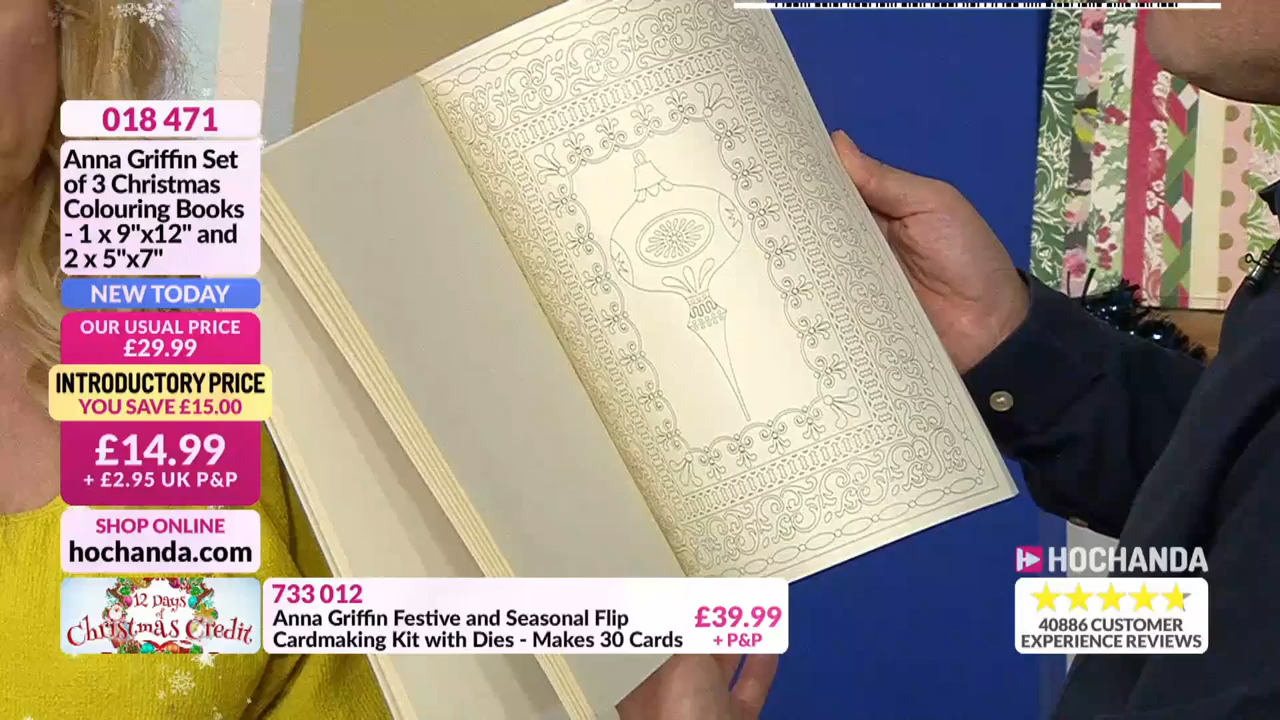 018 471
Anna Griffin Set
of 3 Christmas
Colouring Books
- 1 x 9"x12" and
2 x 5"x7"
NEW TODAY
OUR USUAL PRICE
£29.99
INTRODUCTORY PRICE
YOU SAVE £15.00
£14.99
+ £2.95 UK P&P
SHOP ONLINE
hochanda.com
12 Days
of
Christmas Credit
733 012
Anna Griffin Festive and Seasonal Flip
Cardmaking Kit with Dies - Makes 30 Cards
£39.99
+ P&P
HOCHANDA
40886 CUSTOMER
EXPERIENCE REVIEWS